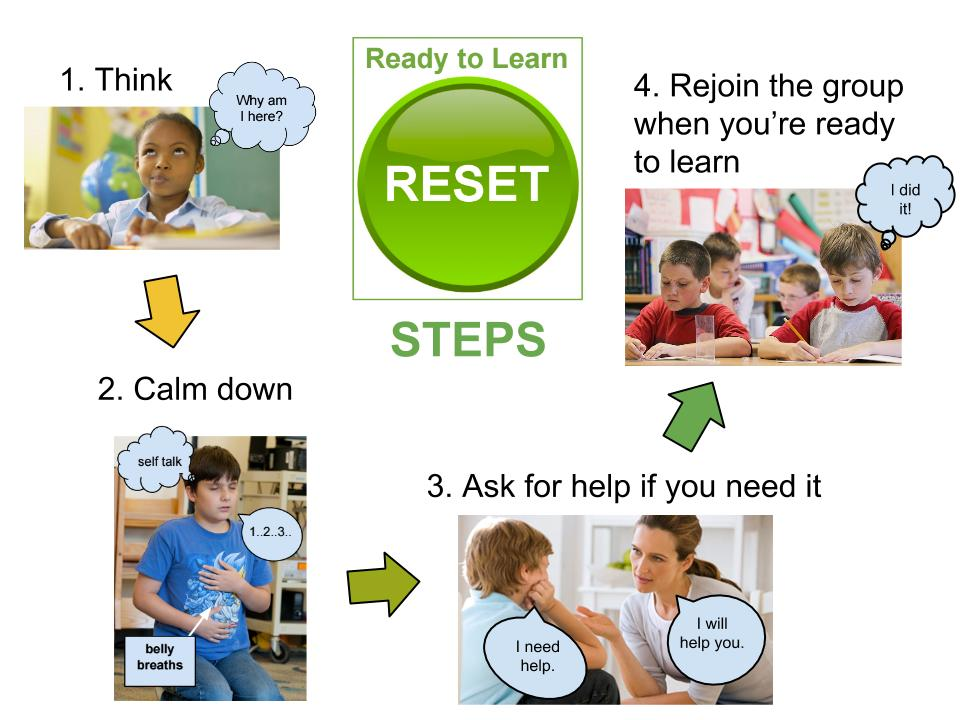 1. Think
Why am
I here?
Ready to Learn
RESET
STEPS
2. Calm down
self talk
1..2..3..
belly
breaths
3. Ask for help if you need it
I need
help.
I will
help you.
4. Rejoin the group
when you’re ready
to learn
I did
it!